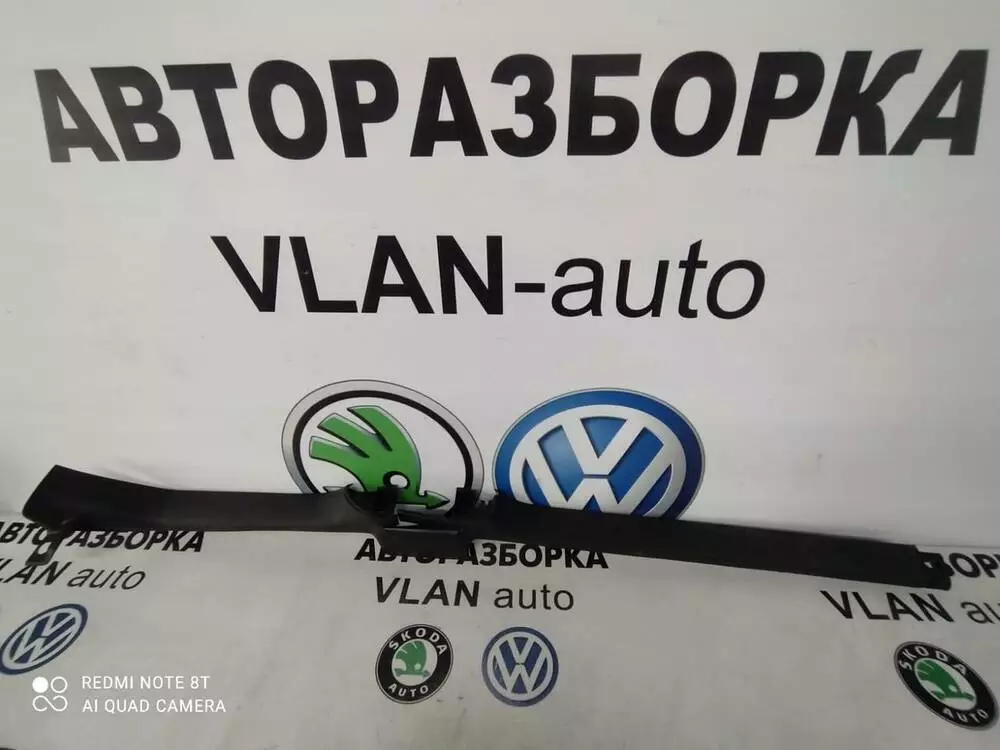 АВТОРАЗБОРКА
VLAN-auto
АВТОРАЗБОРКА
VLAN auto
АВТОРАЗБОРКА
VLAN auto
VLAN
SKODA
AUTO
SKODA
AUTO
REDMI NOTE 8T
AI QUAD CAMERA